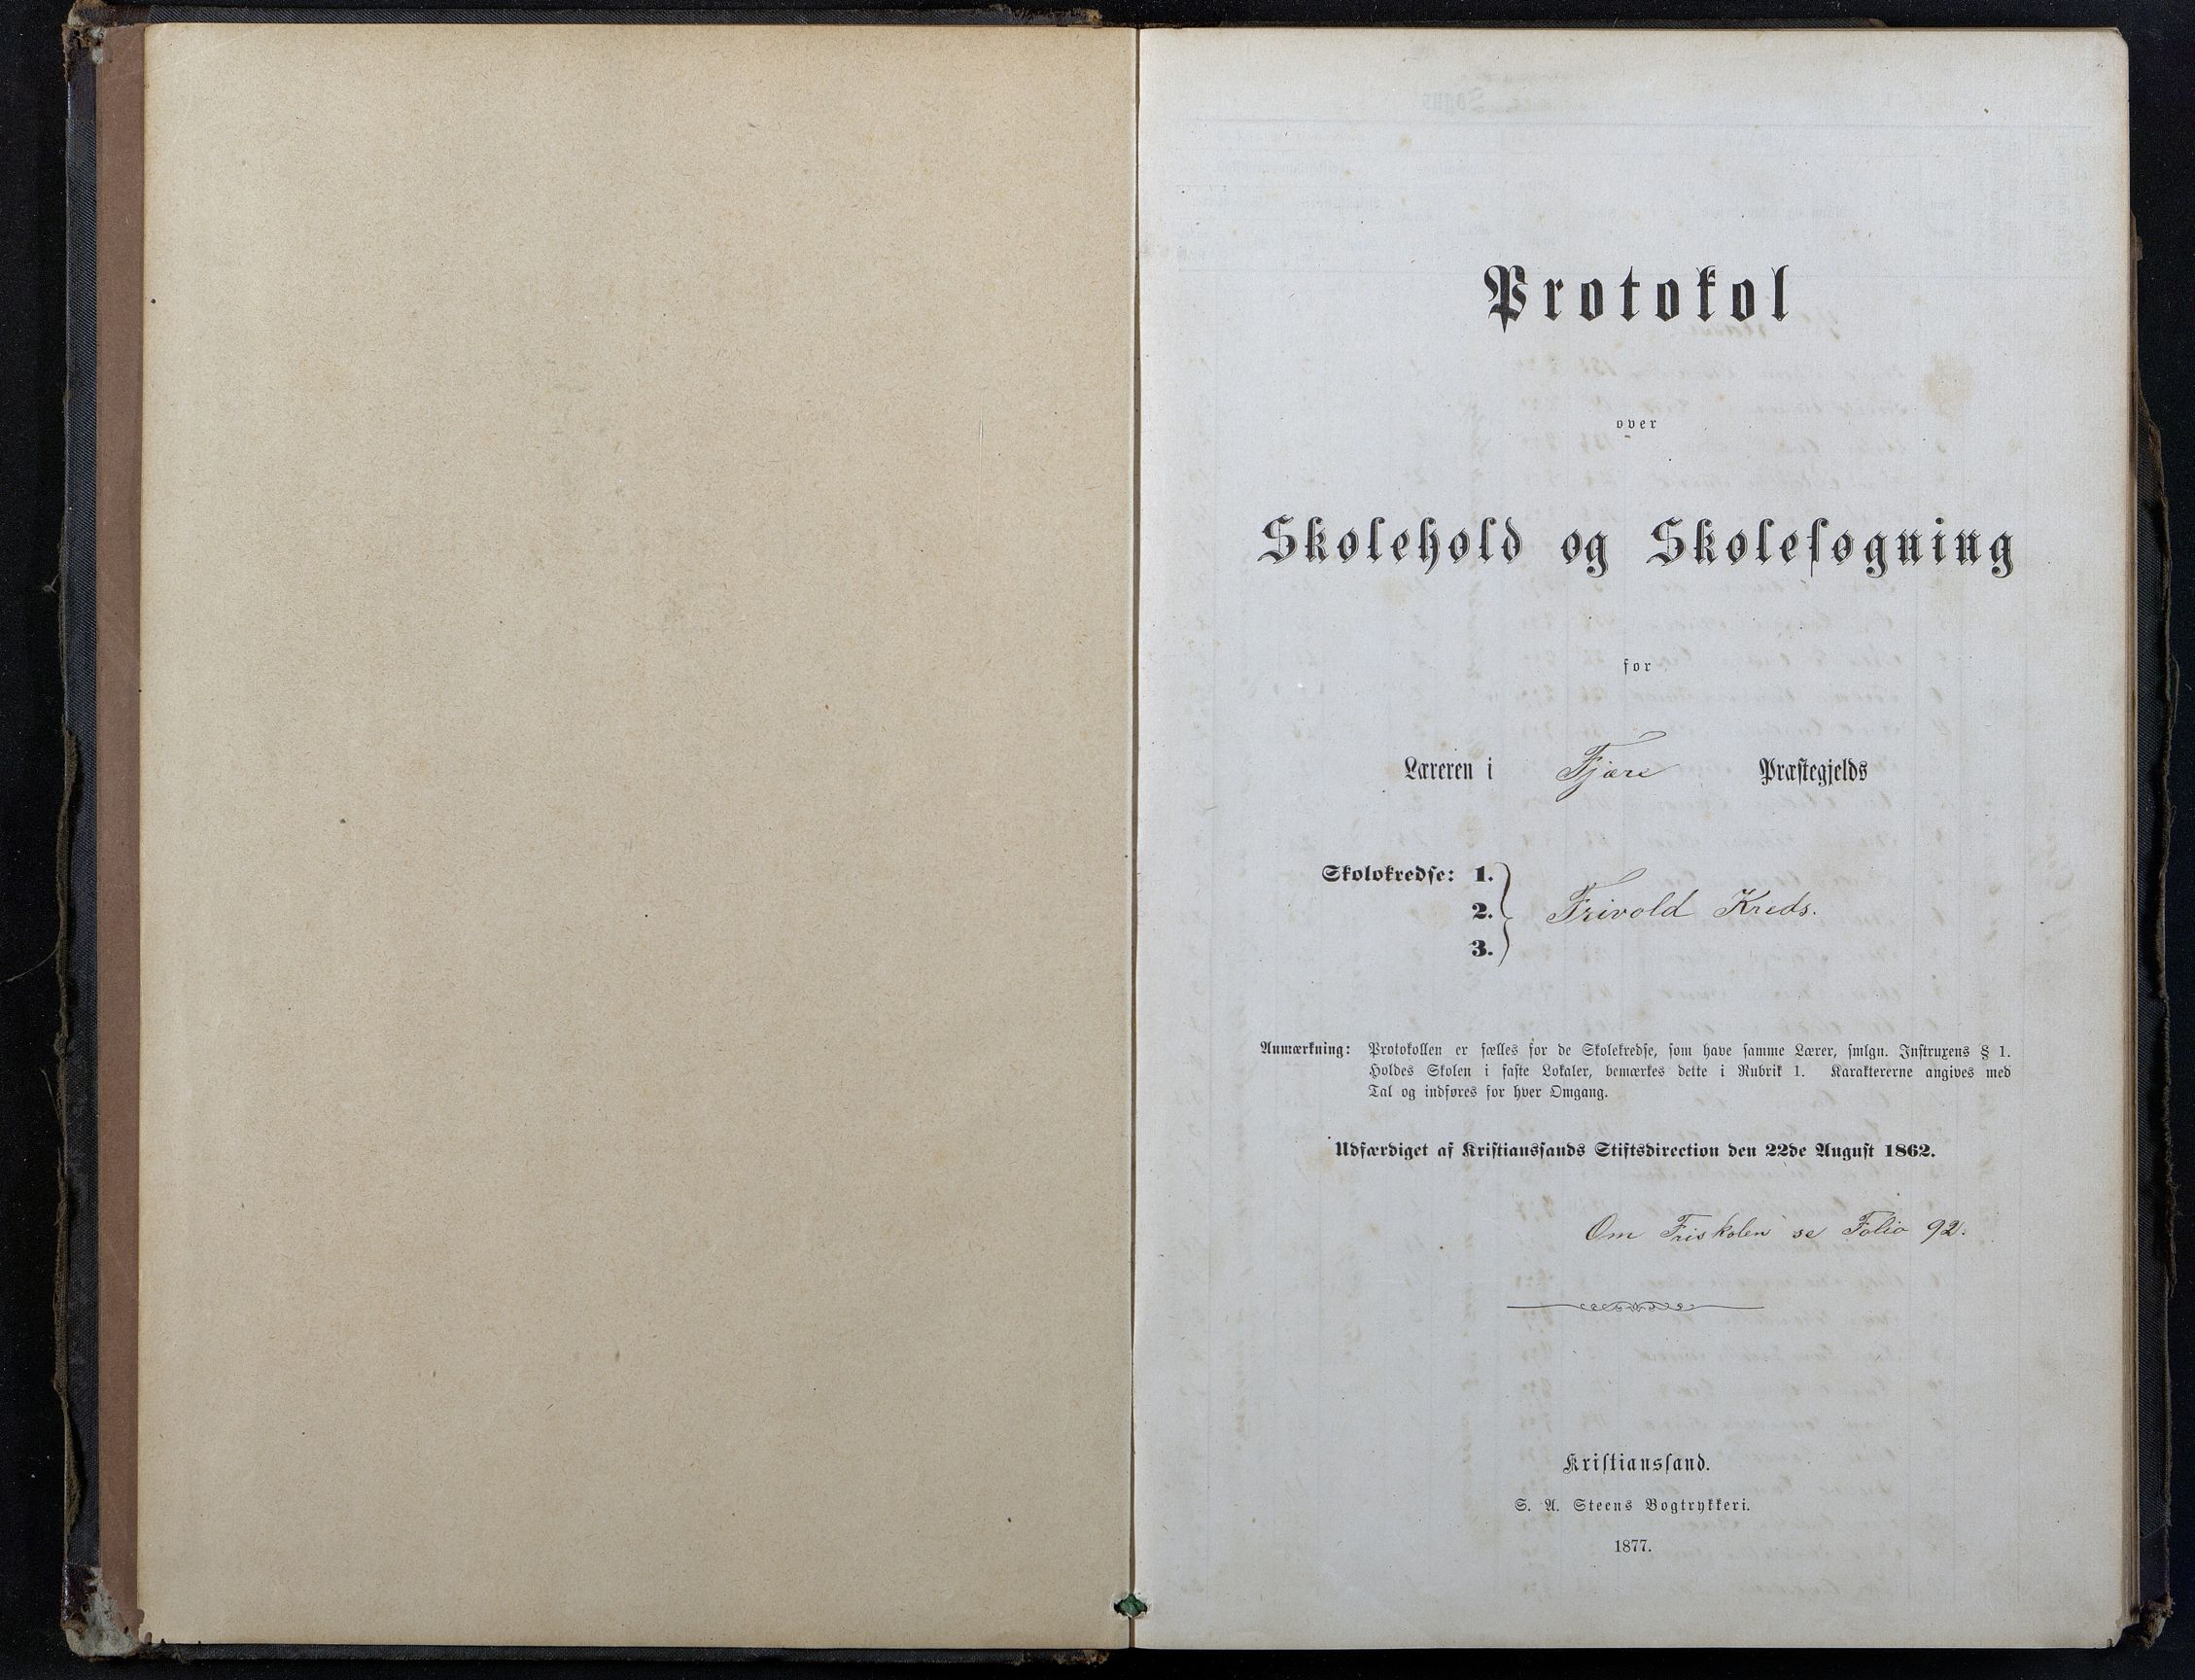 Protokol
over
Skolehold og Skolesøgning
for
Læreren i Fjære Præstegjelds
Skolokredse: 1.
2. Frivold Kreds.
3.
Anmærkning: Protokollen er fælles for de Skolekredse, som have samme Lærer, smlgn. Instruxens § 1.
Holdes Skolen i faste Lokaler, bemærkes dette i Rubrik 1. Karaktererne angives med
Tal og indføres for hver Omgang.
Udfærdiget af Kristianssands Stiftsdirection den 22de August 1862.
Om Friskolen se Folio 92.
Kristianssand.
S. A. Steens Bogtrykkeri.
1877.